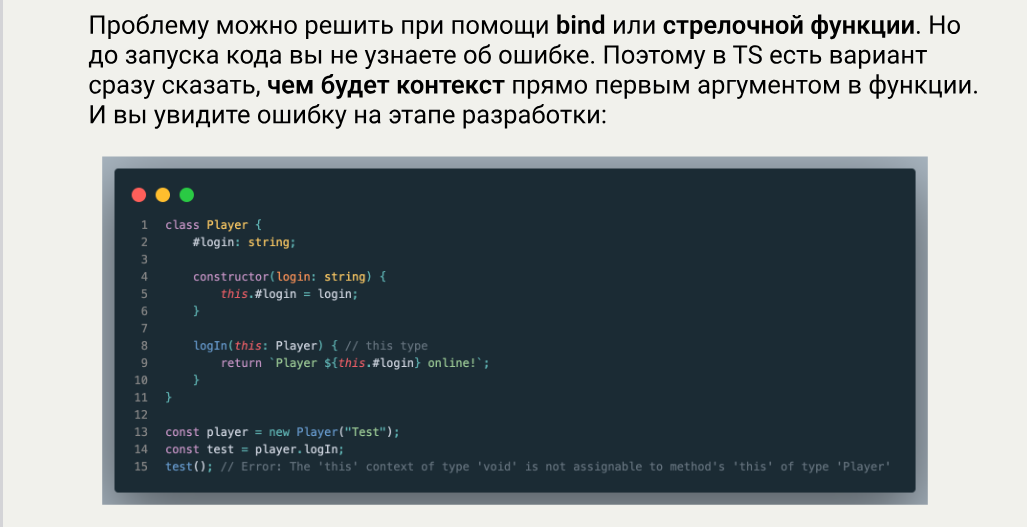 Проблему можно решить при помощи bind или стрелочной функции. Но
до запуска кода вы не узнаете об ошибке. Поэтому в TS есть вариант
сразу сказать, чем будет контекст прямо первым аргументом в функции.
И вы увидите ошибку на этапе разработки:
1 class Player {
2     #login: string;
3
4     constructor(login: string) {
5         this.#login = login;
6     }
7
8     logIn(this: Player) { // this type
9         return `Player ${this.#login} online!`;
10     }
11 }
12
13 const player = new Player("Test");
14 const test = player.logIn;
15 test(); // Error: The 'this' context of type 'void' is not assignable to method's 'this' of type 'Player'